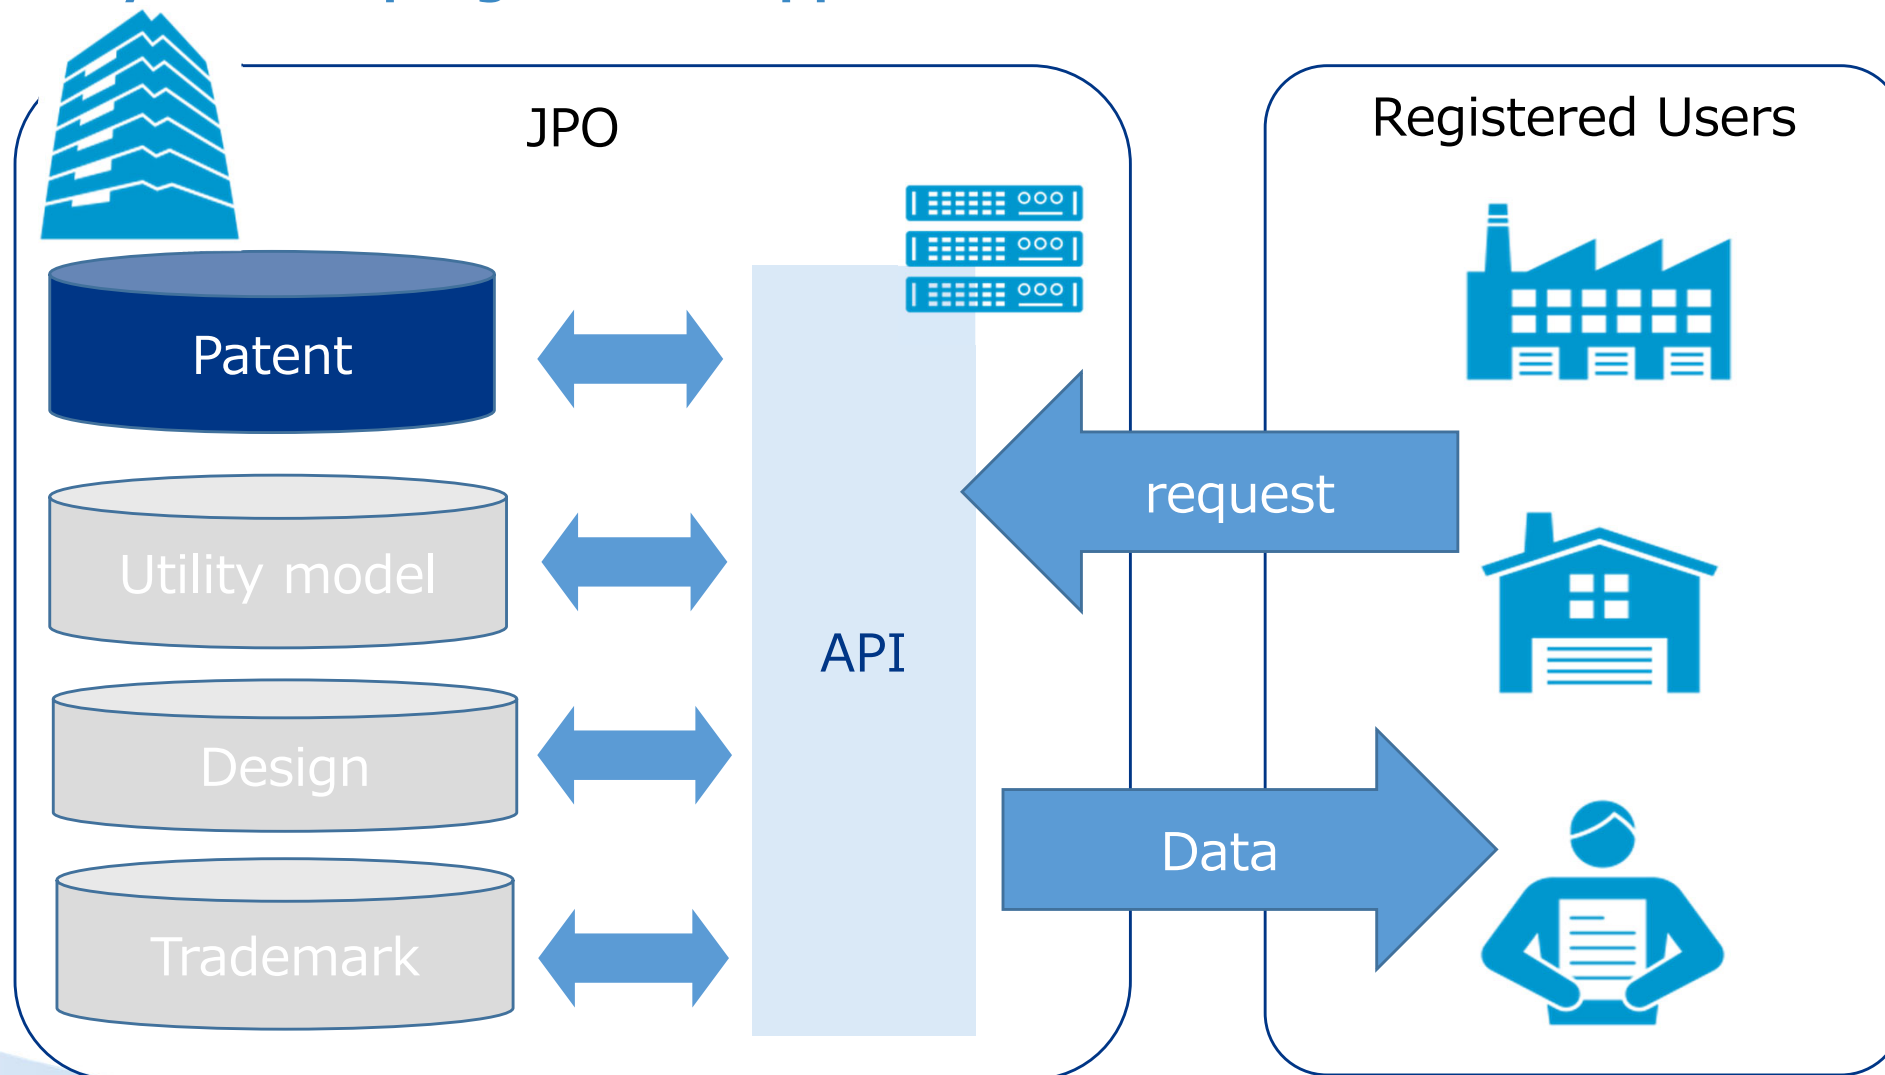 JPO
Registered Users
Patent
Utility model
Design
Trademark
API
request
Data